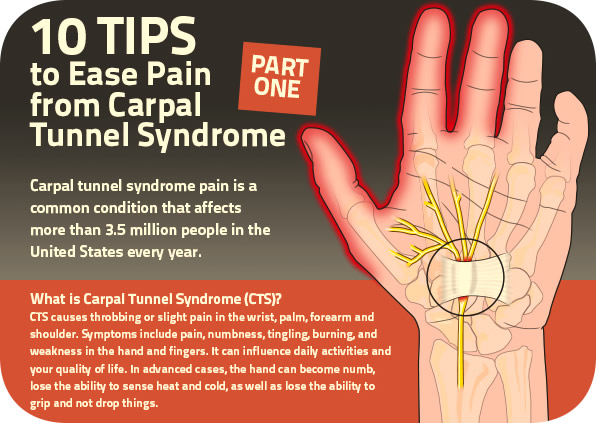 10 TIPS
to Ease Pain
from Carpal
Tunnel Syndrome
PART
ONE
Carpal tunnel syndrome pain is a
common condition that affects
more than 3.5 million people in the
United States every year.
What is Carpal Tunnel Syndrome (CTS)?
CTS causes throbbing or slight pain in the wrist, palm, forearm and
shoulder. Symptoms include pain, numbness, tingling, burning, and
weakness in the hand and fingers. It can influence daily activities and
your quality of life. In advanced cases, the hand can become numb,
lose the ability to sense heat and cold, as well as lose the ability to
grip and not drop things.